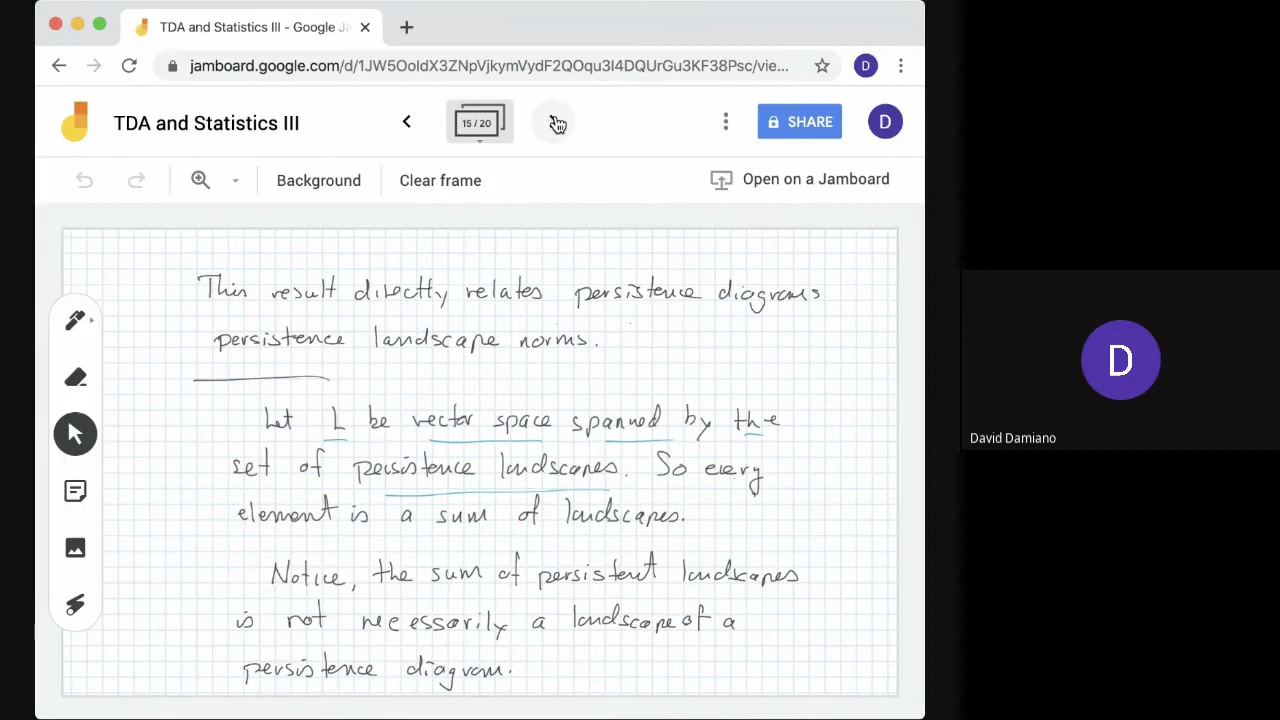 TDA and Statistics III - Google Ja
jamboard.google.com/d/1JW5OoIdX3ZNpVjkymVydF2QOqu3I4DQUrGu3KF38Psc/vie...
D
TDA and Statistics III
15 / 20
SHARE
D
Background
Clear frame
Open on a Jamboard
This result directly relates persistence diagrams
persistence landscape norms.
Let L be vector space spanned by the
set of persistence landscapes. So every
element is a sum of landscapes.
Notice, the sum of persistent landscapes
is not necessarily a landscape of a
persistence diagram.
D
David Damiano